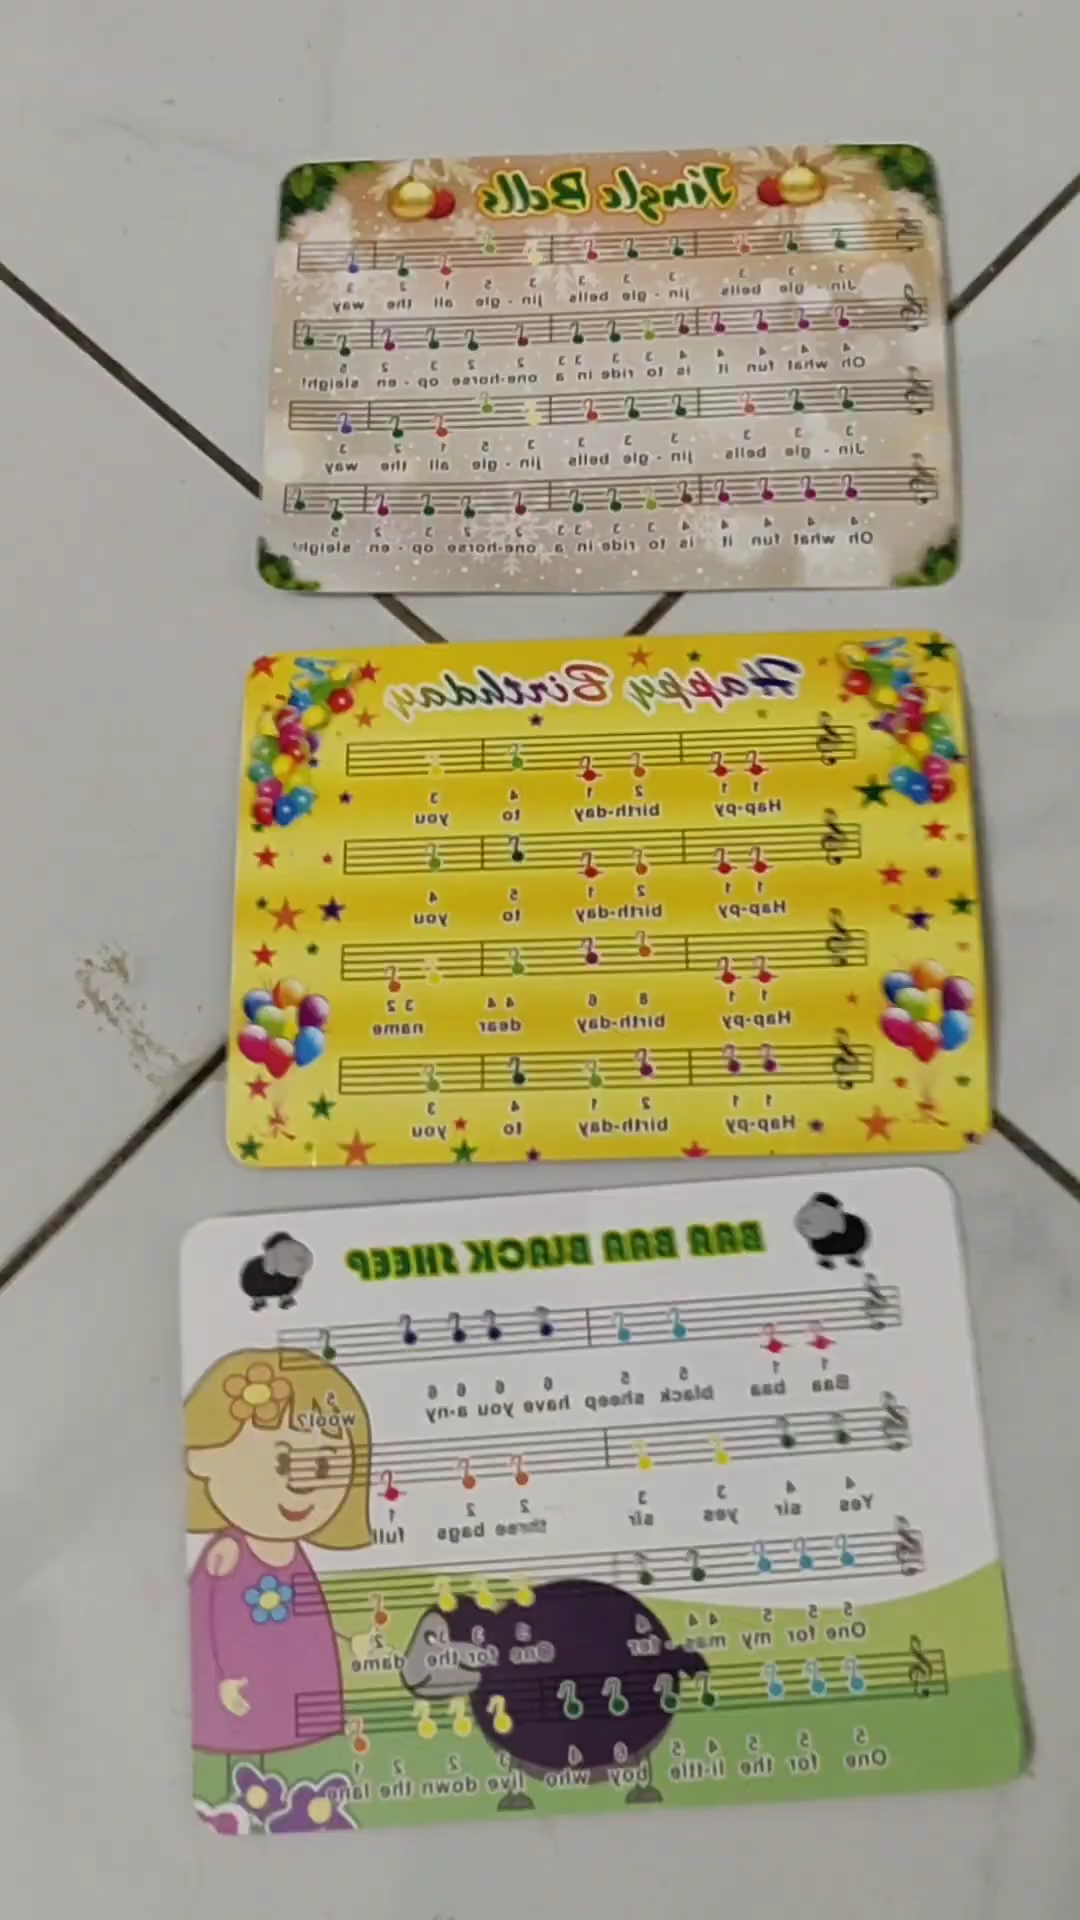 Jingle Bells
3 3 3 3 3 3 3 5 1 2 3
Jin - gle bells jin - gle bells jin - gle all the way
4 4 4 4 4 3 3 3 3 2 2 3 2 5
Oh what fun it is to ride in a one-horse op - en sleigh!
3 3 3 3 3 3 3 5 1 2 3
Jin - gle bells jin - gle bells jin - gle all the way
4 4 4 4 4 3 3 3 3 2 2 3 2 5
Oh what fun it is to ride in a one-horse op - en sleigh!
Happy Birthday
1 1 2 1 4 3
Hap-py birth-day to you
1 1 2 1 5 4
Hap-py birth-day to you
1 1 8 6 4 4 3 2
Hap-py birth-day dear name
1 1 2 1 4 3
Hap-py birth-day to you
BAA BAA BLACK SHEEP
1 1 5 5 6 6 6 6 5
Baa baa black sheep have you a-ny wool!?
4 4 3 3 2 2 1
Yes sir yes sir three bags full
5 5 5 4 4 4 3 3 3 2
One for my mas - ter One for the dame
5 5 5 4 5 6 4 3 2 2 1
One for the li-ttle boy who live down the lane